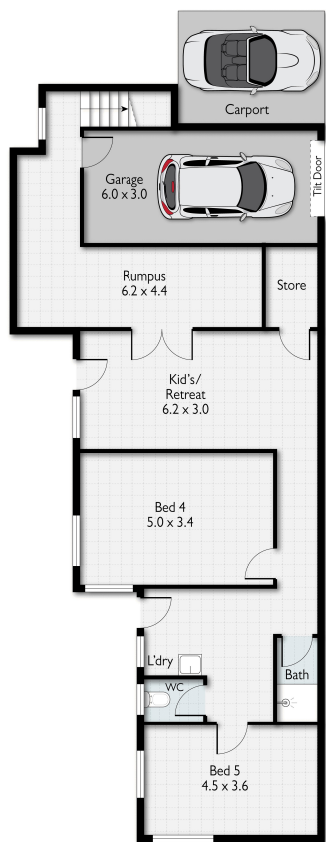 Carport
Garage
6.0 x 3.0
Tilt Door
Rumpus
6.2 x 4.4
Store
Kid's/
Retreat
6.2 x 3.0
Bed 4
5.0 x 3.4
L'dry
WC
Bath
Bed 5
4.5 x 3.6